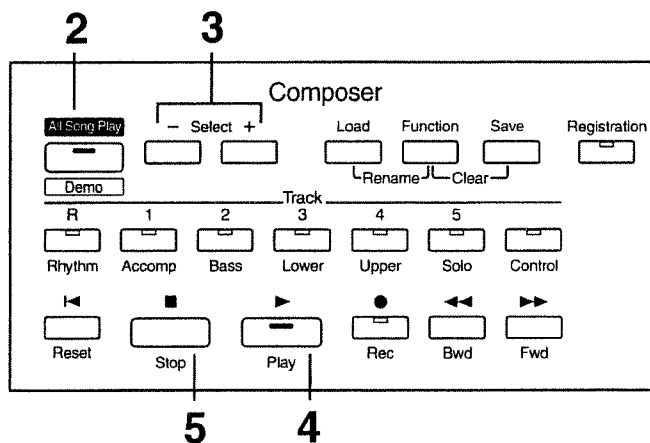 2 3
Composer
All Song Play
− Select +
Load Function Save Registration
Demo
Rename Clear
Track
R 1 2 3 4 5
Rhythm Accomp Bass Lower Upper Solo Control
Reset Stop Play Rec Bwd Fwd
5 4